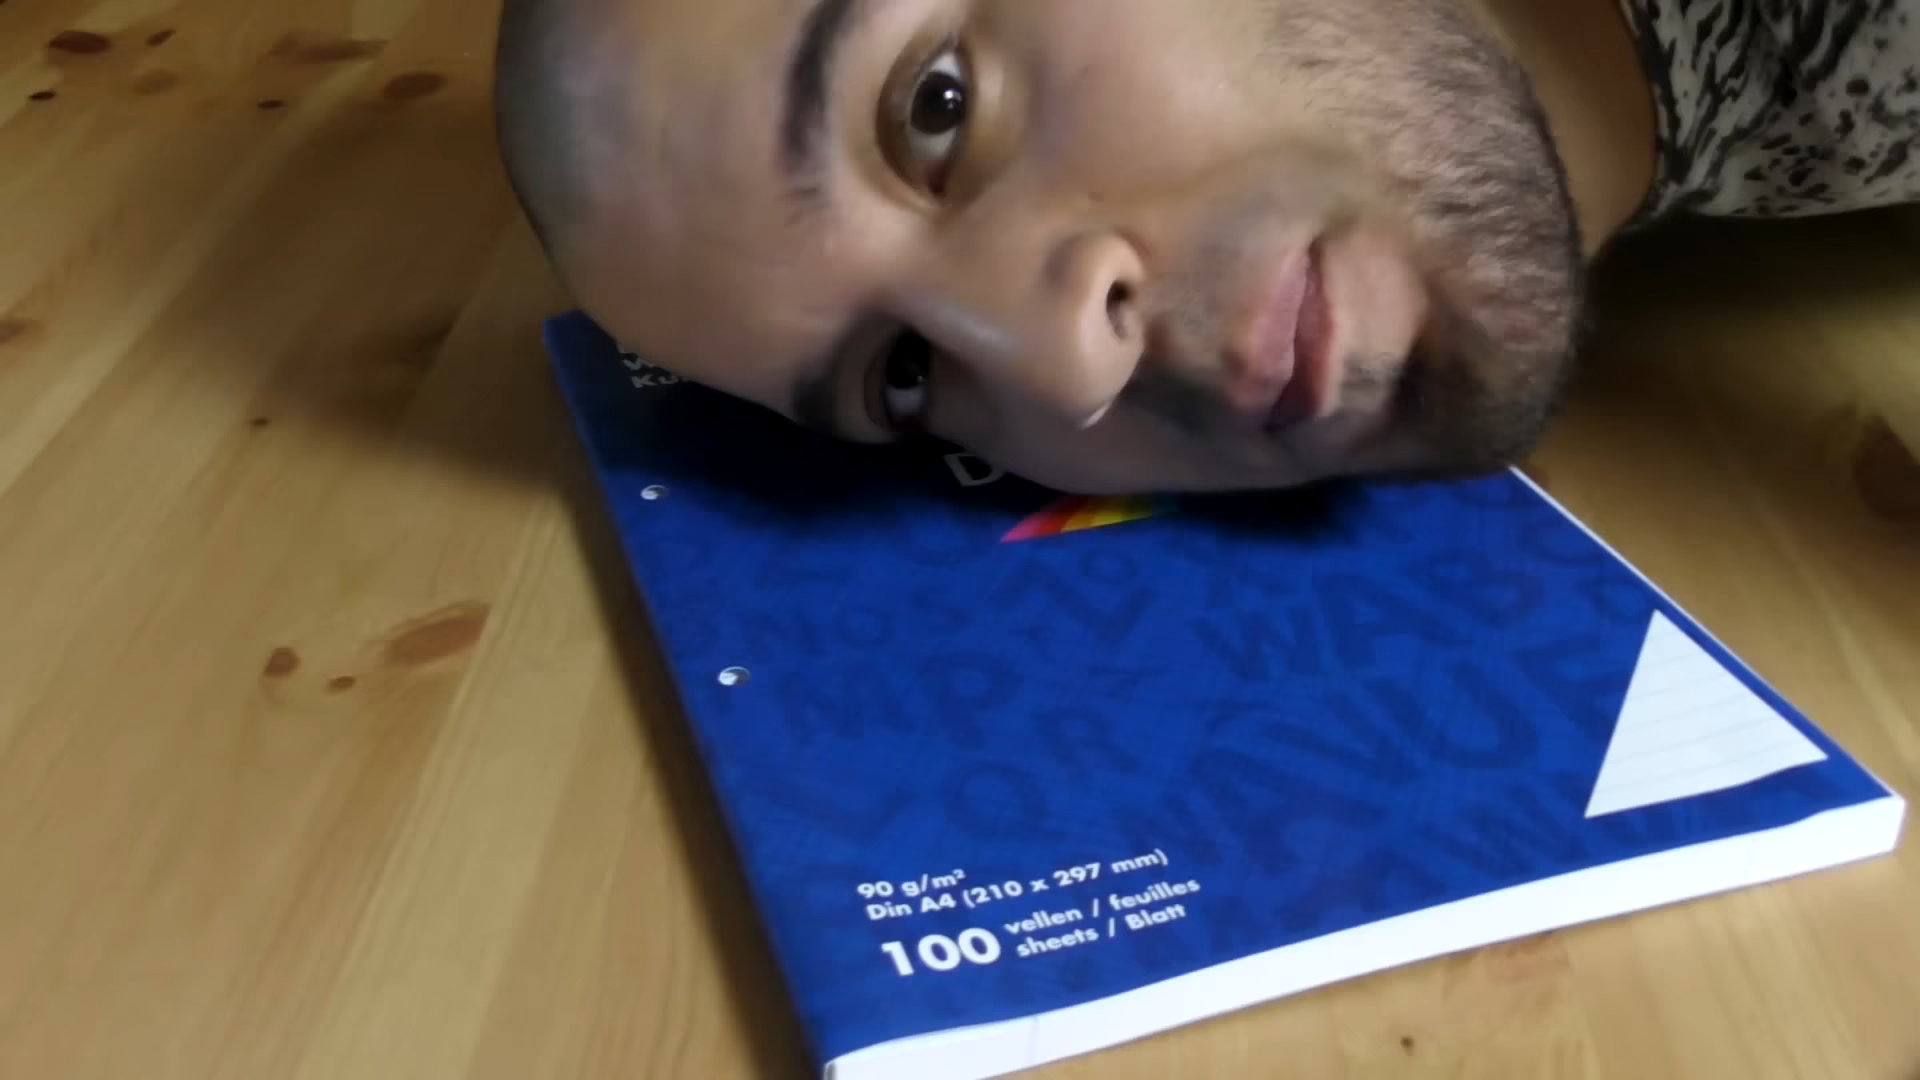 D
90 g/m²
Din A4 (210 x 297 mm)
100 vellen / feuilles
sheets / Blatt